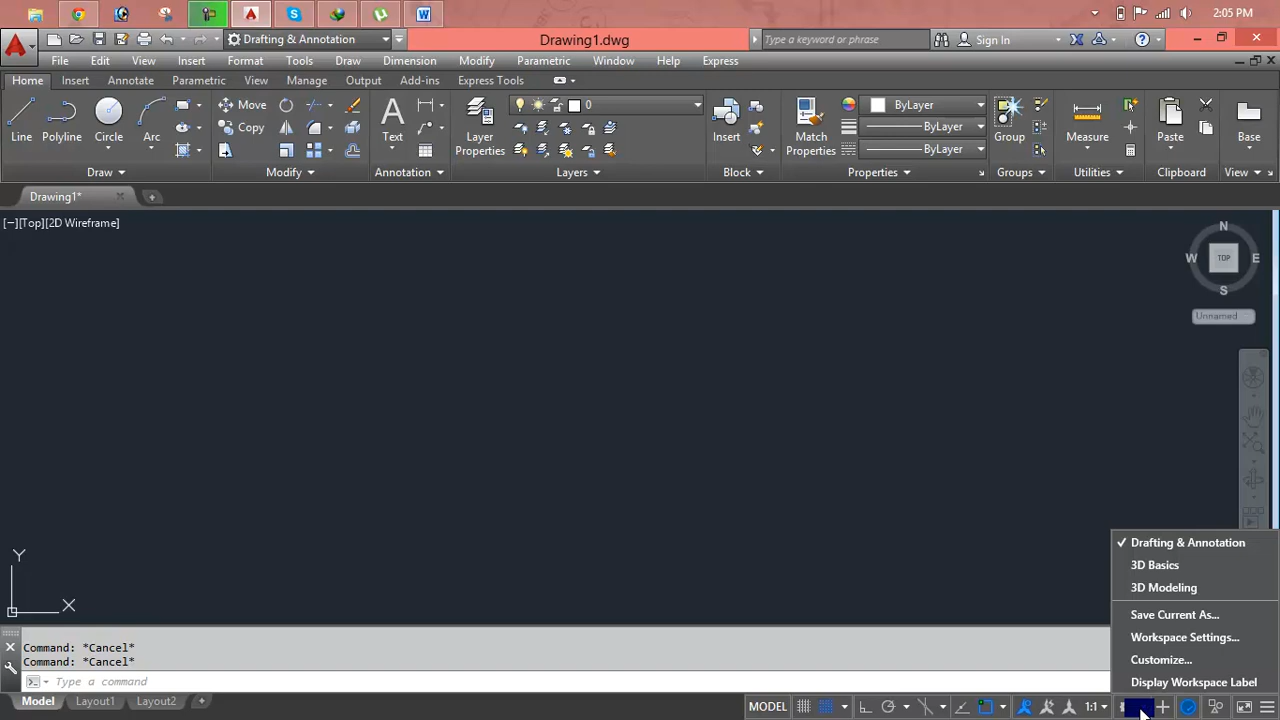 2:05 PM
Drafting & Annotation
Drawing1.dwg
Type a keyword or phrase
Sign In
File Edit View Insert Format Tools Draw Dimension Modify Parametric Window Help Express
Home Insert Annotate Parametric View Manage Output Add-ins Express Tools
Line Polyline Circle Arc
Move
Copy
Text
Layer Properties
0
Insert
Match Properties
ByLayer
ByLayer
ByLayer
Group
Measure
Paste
Base
Draw Modify Annotation Layers Block Properties Groups Utilities Clipboard View
Drawing1*
[−][Top][2D Wireframe]
N
W TOP E
S
Unnamed
Y
X
Drafting & Annotation
3D Basics
3D Modeling
Save Current As...
Workspace Settings...
Customize...
Display Workspace Label
Command: *Cancel*
Command: *Cancel*
Type a command
Model Layout1 Layout2
MODEL 1:1